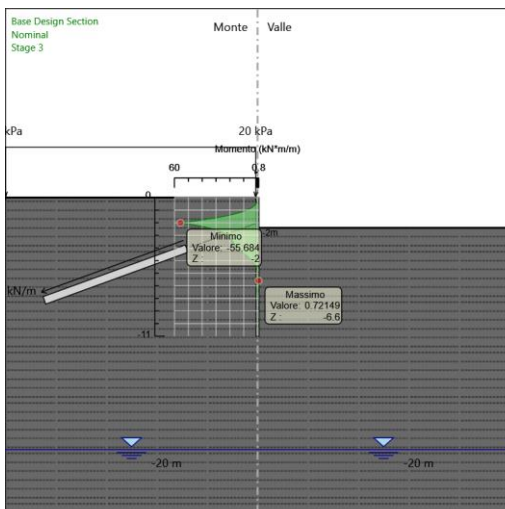 Base Design Section
Nominal
Stage 3
Monte
Valle
kPa
20 kPa
Momento (kN*m/m)
60
0.8
0
-2m
Minimo
Valore: -55.684
Z : -2
kN/m
Massimo
Valore: 0.72149
Z : -6.6
-11
-20 m
-20 m